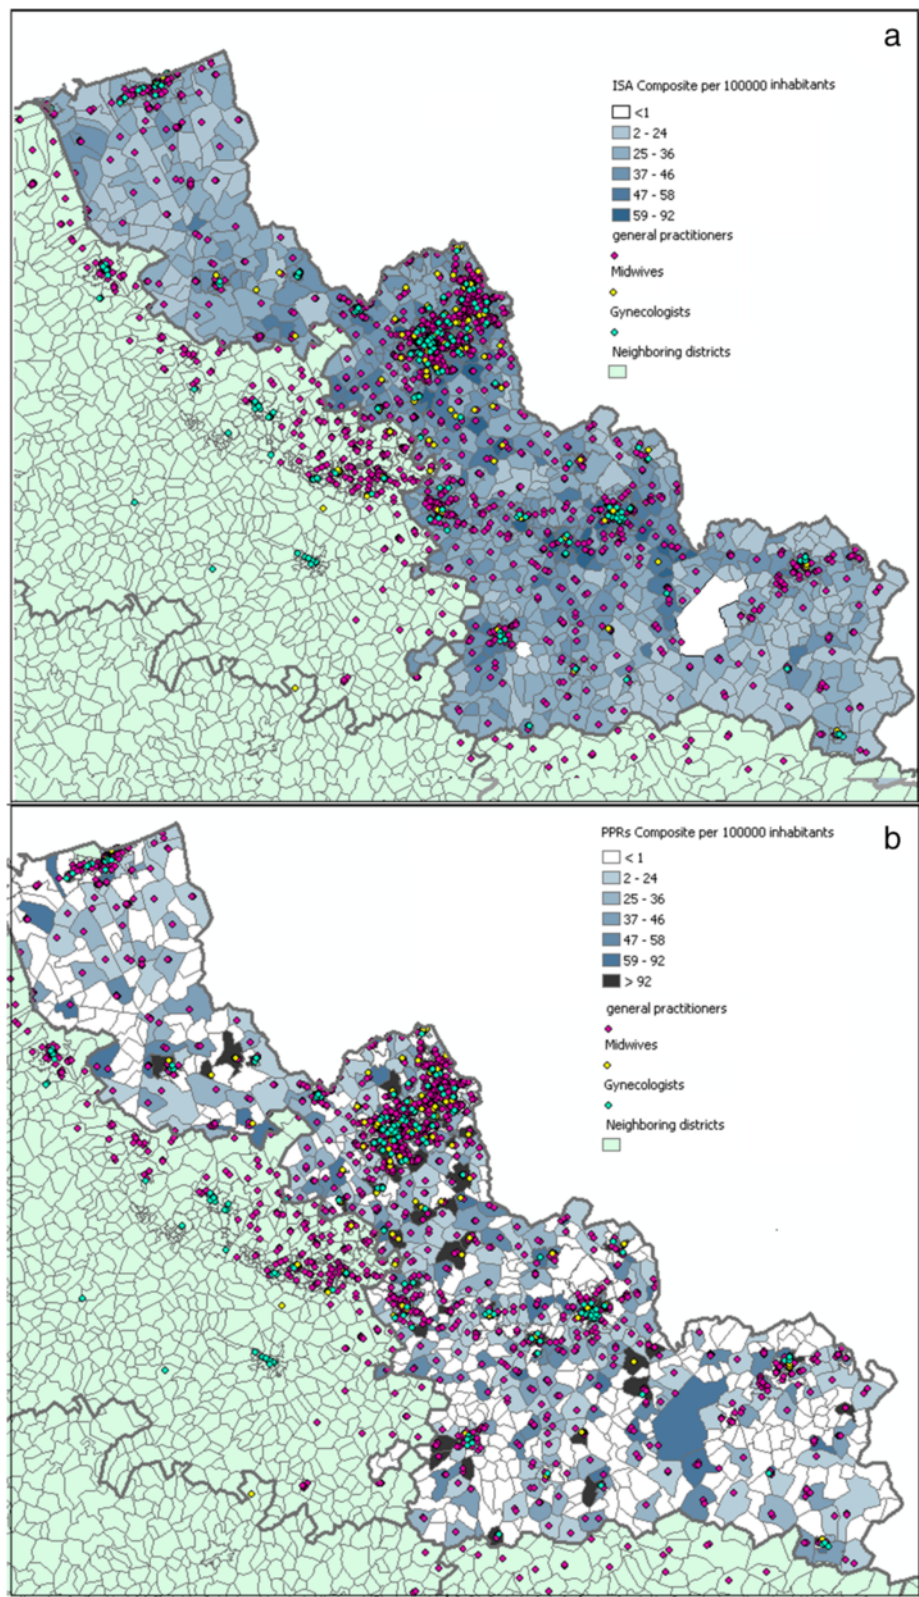 a
ISA Composite per 100000 inhabitants
<1
2 - 24
25 - 36
37 - 46
47 - 58
59 - 92
general practitioners
Midwives
Gynecologists
Neighboring districts
b
PPRs Composite per 100000 inhabitants
< 1
2 - 24
25 - 36
37 - 46
47 - 58
59 - 92
> 92
general practitioners
Midwives
Gynecologists
Neighboring districts